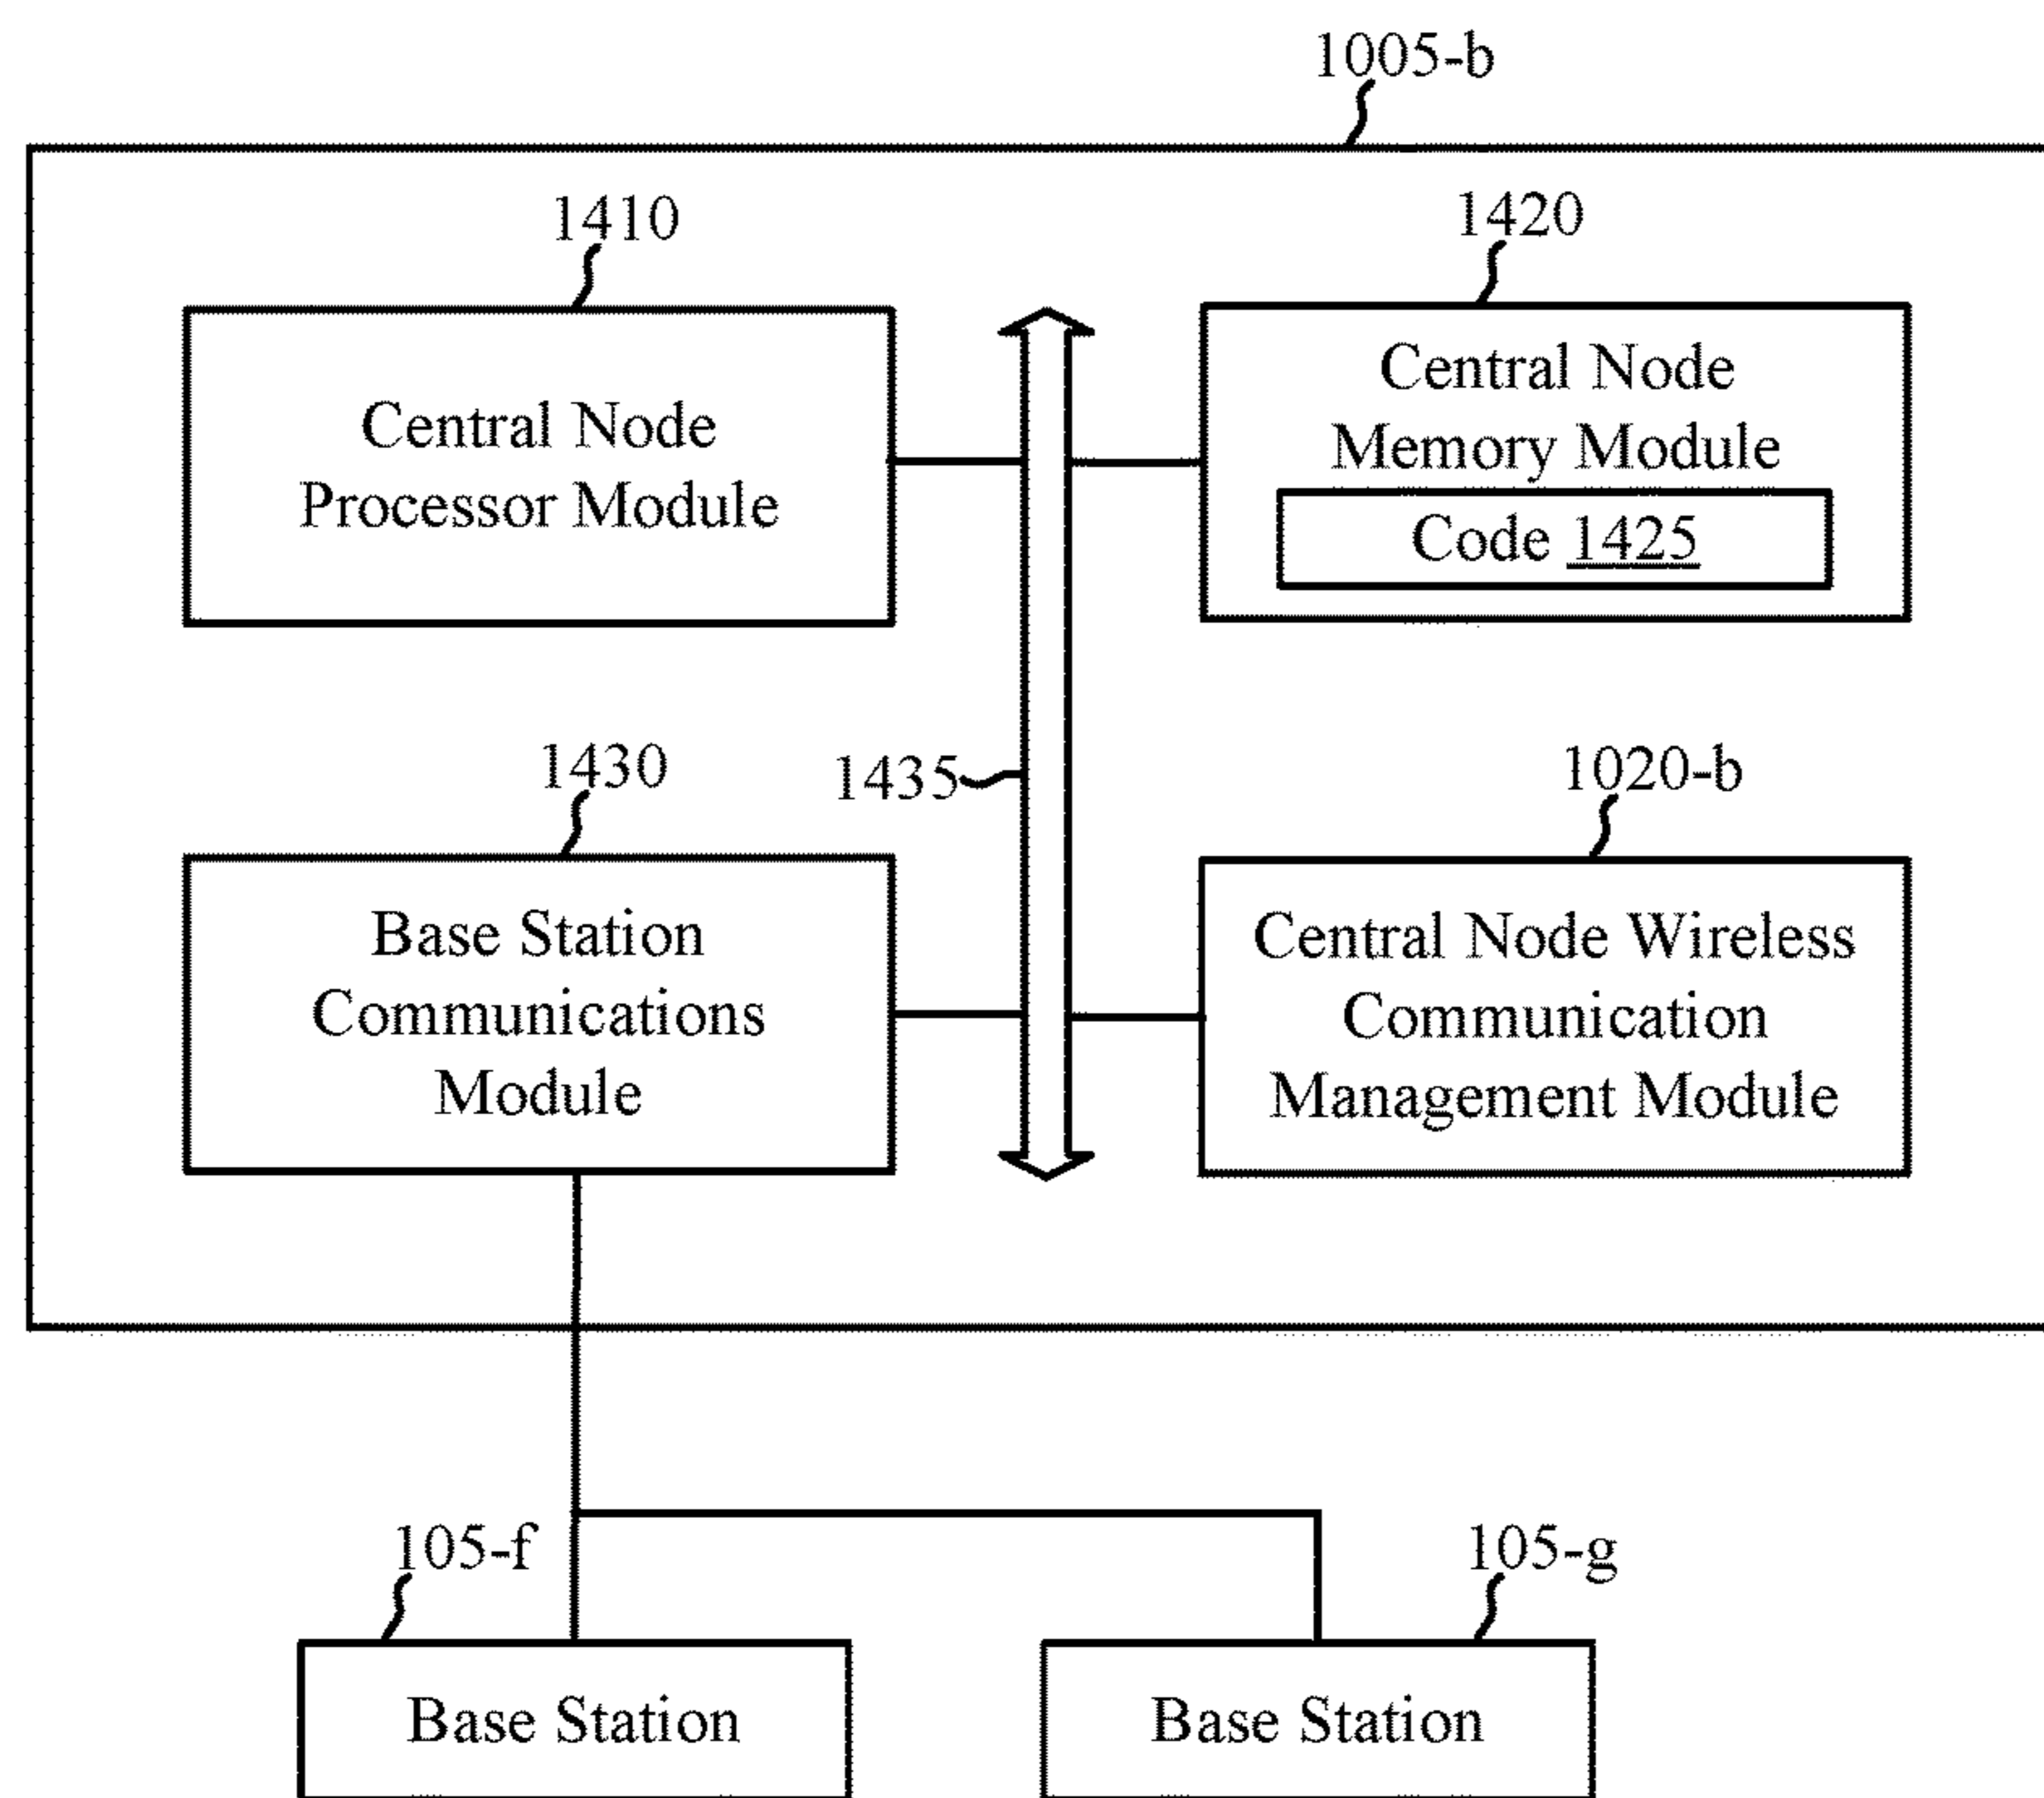 1005-b
1410
1420
Central Node
Processor Module
Central Node
Memory Module
Code 1425
1430
1435
1020-b
Base Station
Communications
Module
Central Node Wireless
Communication
Management Module
105-f
105-g
Base Station
Base Station